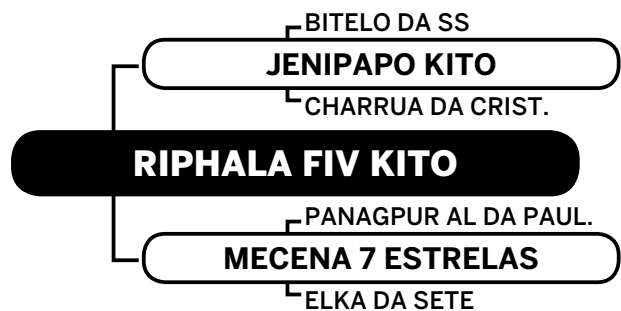 BITELO DA SS
JENIPAPO KITO
CHARRUA DA CRIST.
RIPHALA FIV KITO
PANAGPUR AL DA PAUL.
MECENA 7 ESTRELAS
ELKA DA SETE